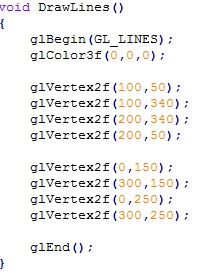 void DrawLines()
{
glBegin(GL_LINES);
glColor3f(0,0,0);
glVertex2f(100,50);
glVertex2f(100,340);
glVertex2f(200,340);
glVertex2f(200,50);
glVertex2f(0,150);
glVertex2f(300,150);
glVertex2f(0,250);
glVertex2f(300,250);
glEnd();
}